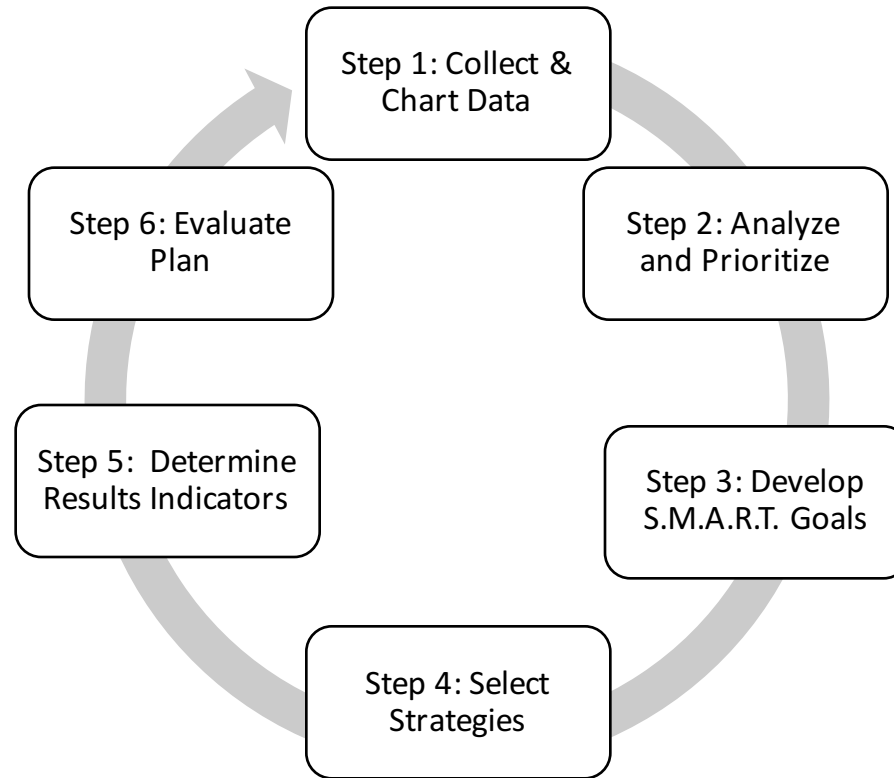 Step 1: Collect &
Chart Data
Step 2: Analyze
and Prioritize
Step 3: Develop
S.M.A.R.T. Goals
Step 4: Select
Strategies
Step 5:  Determine
Results Indicators
Step 6: Evaluate
Plan